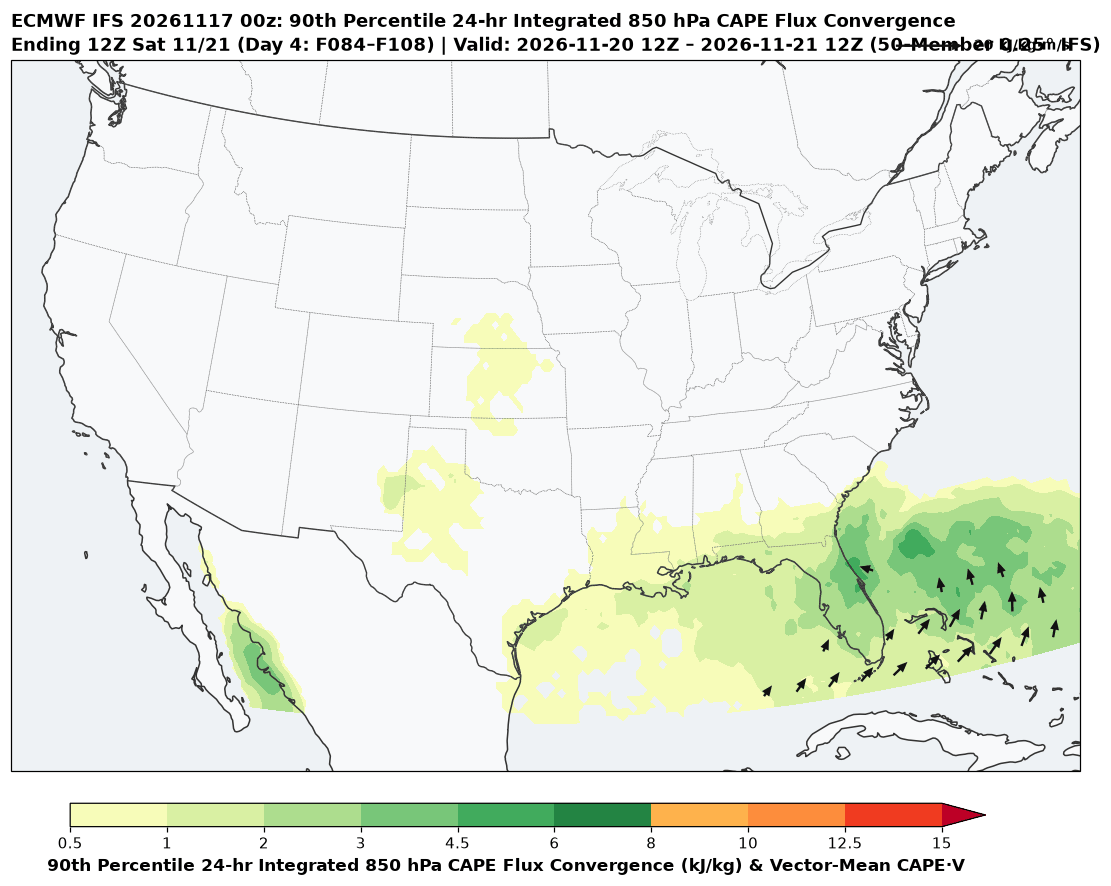 ECMWF IFS 20261117 00z: 90th Percentile 24-hr Integrated 850 hPa CAPE Flux Convergence
Ending 12Z Sat 11/21 (Day 4: F084–F108) | Valid: 2026-11-20 12Z – 2026-11-21 12Z (50-Member 0.25° IFS)
0.5 1 2 3 4.5 6 8 10 12.5 15
90th Percentile 24-hr Integrated 850 hPa CAPE Flux Convergence (kJ/kg) & Vector-Mean CAPE·V